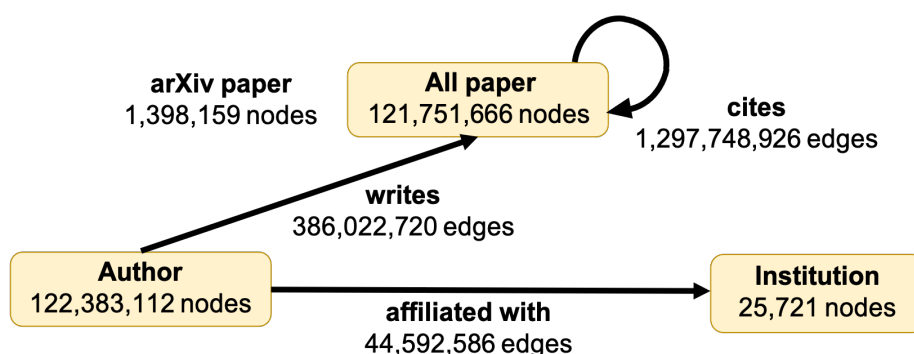 arXiv paper
1,398,159 nodes
All paper
121,751,666 nodes
cites
1,297,748,926 edges
writes
386,022,720 edges
Author
122,383,112 nodes
affiliated with
44,592,586 edges
Institution
25,721 nodes